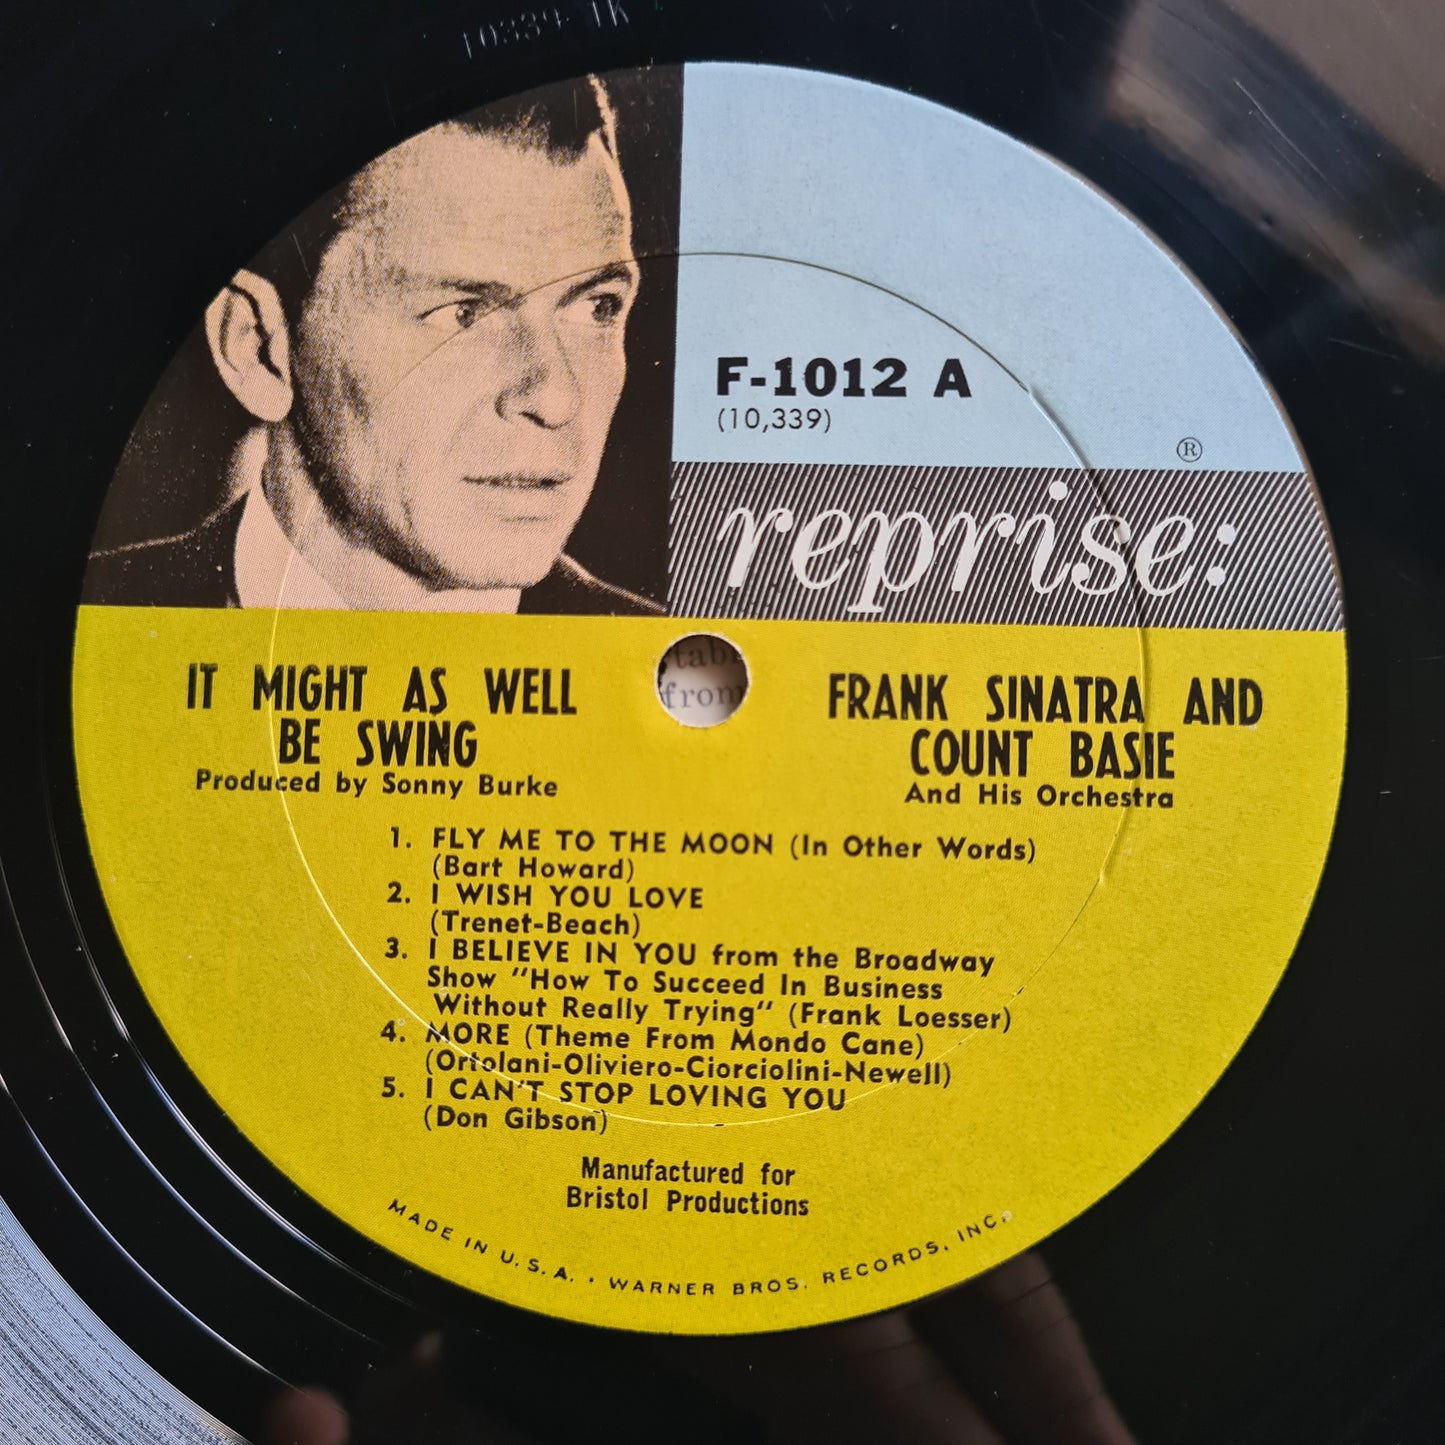 10339 1K
F-1012 A
(10,339)
®
reprise:
IT MIGHT AS WELL
BE SWING
Produced by Sonny Burke
FRANK SINATRA AND
COUNT BASIE
And His Orchestra
1. FLY ME TO THE MOON (In Other Words)
(Bart Howard)
2. I WISH YOU LOVE
(Trenet-Beach)
3. I BELIEVE IN YOU from the Broadway
Show "How To Succeed In Business
Without Really Trying" (Frank Loesser)
4. MORE (Theme From Mondo Cane)
(Ortolani-Oliviero-Ciorciolini-Newell)
5. I CAN'T STOP LOVING YOU
(Don Gibson)
Manufactured for
Bristol Productions
MADE IN U.S.A. · WARNER BROS. RECORDS, INC.
from